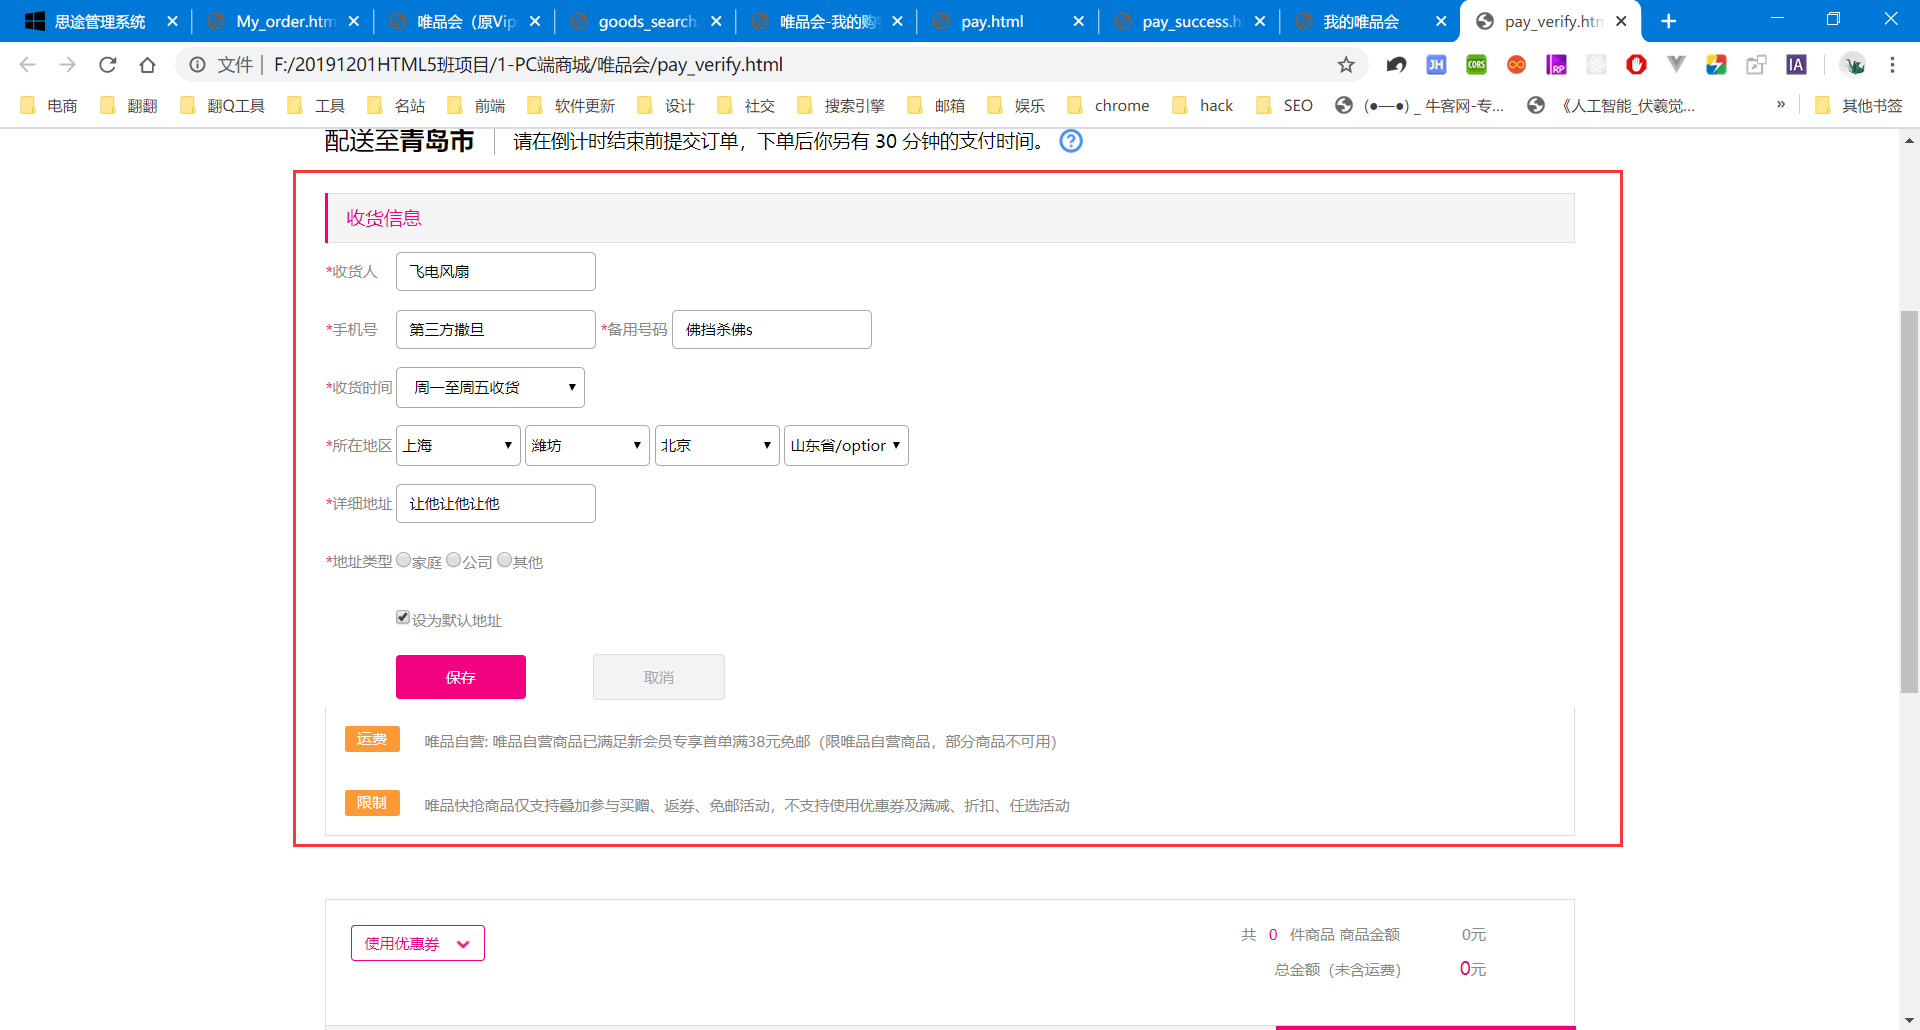 思途管理系统
My_order.htm
唯品会（原Vip
goods_search
唯品会-我的购
pay.html
pay_success.h
我的唯品会
pay_verify.htm
文件 | F:/20191201HTML5班项目/1-PC端商城/唯品会/pay_verify.html
JH CORS RP IA
电商 翻翻 翻Q工具 工具 名站 前端 软件更新 设计 社交 搜索引擎 邮箱 娱乐 chrome hack SEO (●—●) _ 牛客网-专... 《人工智能_伏羲觉... » 其他书签
配送至青岛市 请在倒计时结束前提交订单，下单后你另有 30 分钟的支付时间。 ?
收货信息
*收货人 飞电风扇
*手机号 第三方撒旦 *备用号码 佛挡杀佛s
*收货时间 周一至周五收货
*所在地区 上海 潍坊 北京 山东省/option
*详细地址 让他让他让他
*地址类型 家庭 公司 其他
设为默认地址
保存 取消
运费 唯品自营: 唯品自营商品已满足新会员专享首单满38元免邮（限唯品自营商品，部分商品不可用）
限制 唯品快抢商品仅支持叠加参与买赠、返券、免邮活动，不支持使用优惠券及满减、折扣、任选活动
使用优惠券 共 0 件商品 商品金额 0元
总金额（未含运费） 0元